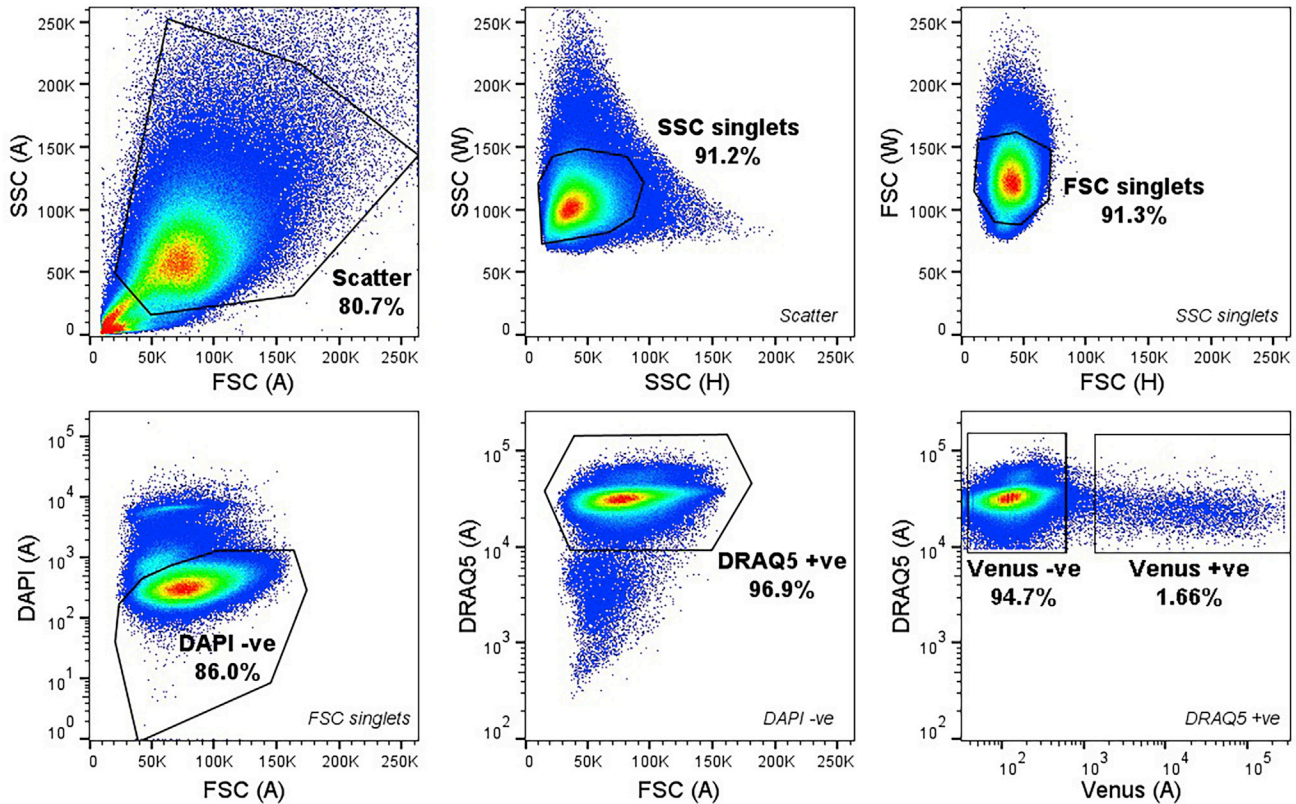 250K
200K
150K
100K
50K
0
SSC (A)
Scatter
80.7%
0 50K 100K 150K 200K 250K
FSC (A)
250K
200K
150K
100K
50K
0
SSC (W)
SSC singlets
91.2%
Scatter
0 50K 100K 150K 200K 250K
SSC (H)
250K
200K
150K
100K
50K
0
FSC (W)
FSC singlets
91.3%
SSC singlets
0 50K 100K 150K 200K 250K
FSC (H)
10^5
10^4
10^3
10^2
10^1
10^0
DAPI (A)
DAPI -ve
86.0%
FSC singlets
0 50K 100K 150K 200K 250K
FSC (A)
10^5
10^4
10^3
10^2
DRAQ5 (A)
DRAQ5 +ve
96.9%
DAPI -ve
0 50K 100K 150K 200K 250K
FSC (A)
10^5
10^4
10^3
10^2
DRAQ5 (A)
Venus -ve
94.7%
Venus +ve
1.66%
DRAQ5 +ve
10^2 10^3 10^4 10^5
Venus (A)